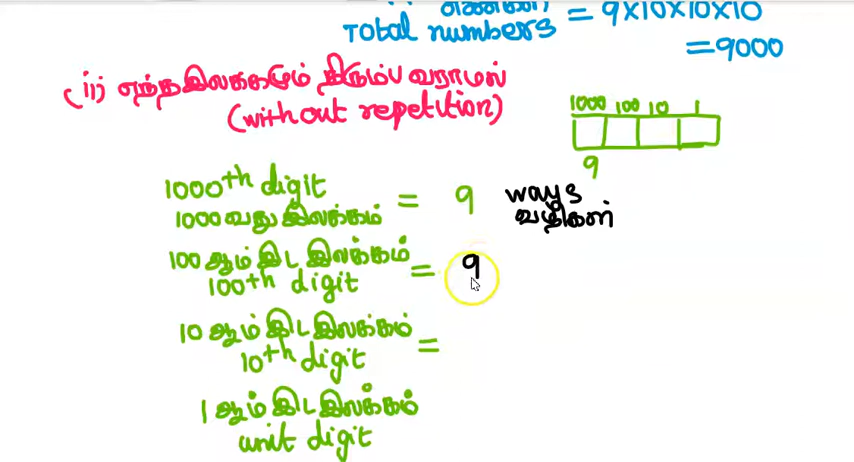 எண்கள்
Total numbers = 9×10×10×10
= 9000
(ii) எந்த இலக்கமும் திரும்ப வராமல்
(without repetition)
1000 100 10 1
9
1000th digit = 9 ways
1000 வது இலக்கம் வழிகள்
100 ஆம் இட இலக்கம் = 9
100th digit
10 ஆம் இட இலக்கம் =
10th digit
1 ஆம் இட இலக்கம்
unit digit